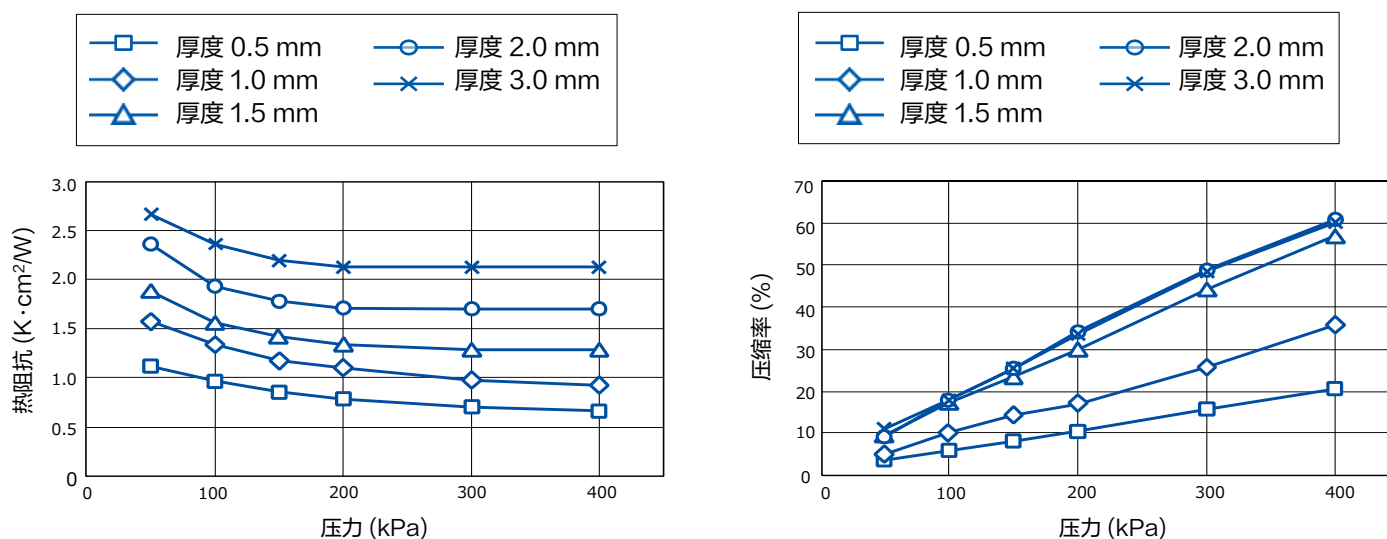 厚度 0.5 mm
厚度 2.0 mm
厚度 1.0 mm
厚度 3.0 mm
厚度 1.5 mm
3.0
2.5
2.0
1.5
1.0
0.5
0
热阻抗 (K·cm²/W)
0 100 200 300 400
压力 (kPa)
厚度 0.5 mm
厚度 2.0 mm
厚度 1.0 mm
厚度 3.0 mm
厚度 1.5 mm
70
60
50
40
30
20
10
0
压缩率 (%)
0 100 200 300 400
压力 (kPa)